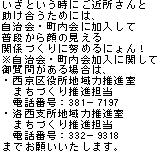 いざという時にご近所さんと
助け合うためには、
自治会・町内会に加入して
普段から顔の見える
関係づくりに努めるにょん！
※自治会・町内会加入に関して
御質問がある場合は、
・西京区役所地域力推進室
　まちづくり推進担当
　電話番号：381－7197
・洛西支所地域力推進室
　まちづくり推進担当
　電話番号：332－9318
までお願いいたします。